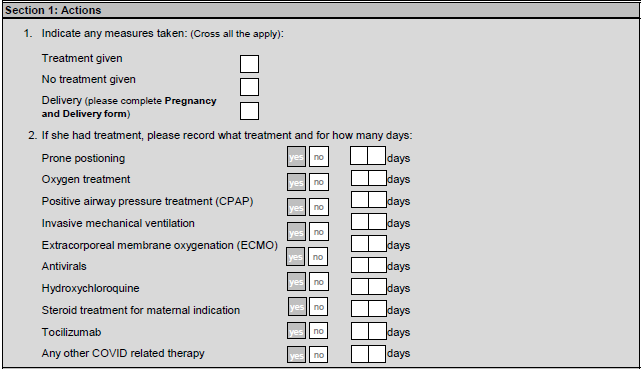 Section 1: Actions
1. Indicate any measures taken: (Cross all the apply):
Treatment given
No treatment given
Delivery (please complete Pregnancy
and Delivery form)
2. If she had treatment, please record what treatment and for how many days:
Prone postioning yes no days
Oxygen treatment yes no days
Positive airway pressure treatment (CPAP) yes no days
Invasive mechanical ventilation yes no days
Extracorporeal membrane oxygenation (ECMO) yes no days
Antivirals yes no days
Hydroxychloroquine yes no days
Steroid treatment for maternal indication yes no days
Tocilizumab yes no days
Any other COVID related therapy yes no days